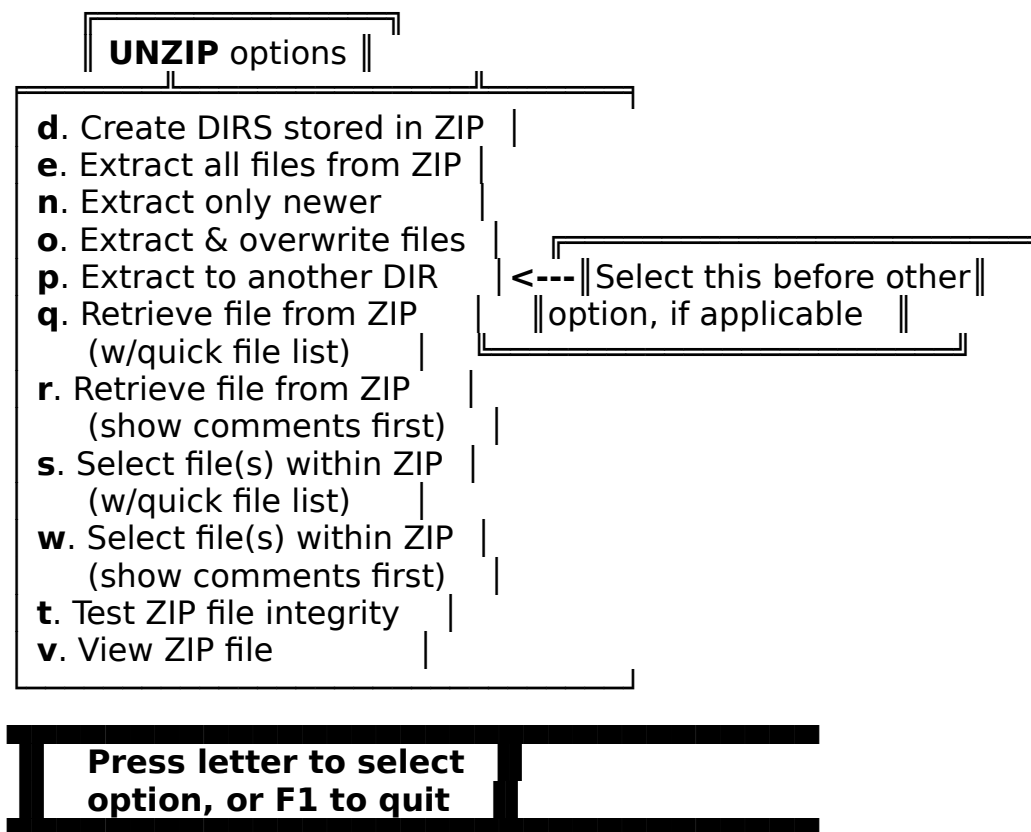 UNZIP options
d. Create DIRS stored in ZIP
e. Extract all files from ZIP
n. Extract only newer
o. Extract & overwrite files
p. Extract to another DIR <---Select this before other
q. Retrieve file from ZIP option, if applicable
(w/quick file list)
r. Retrieve file from ZIP
(show comments first)
s. Select file(s) within ZIP
(w/quick file list)
w. Select file(s) within ZIP
(show comments first)
t. Test ZIP file integrity
v. View ZIP file
Press letter to select
option, or F1 to quit